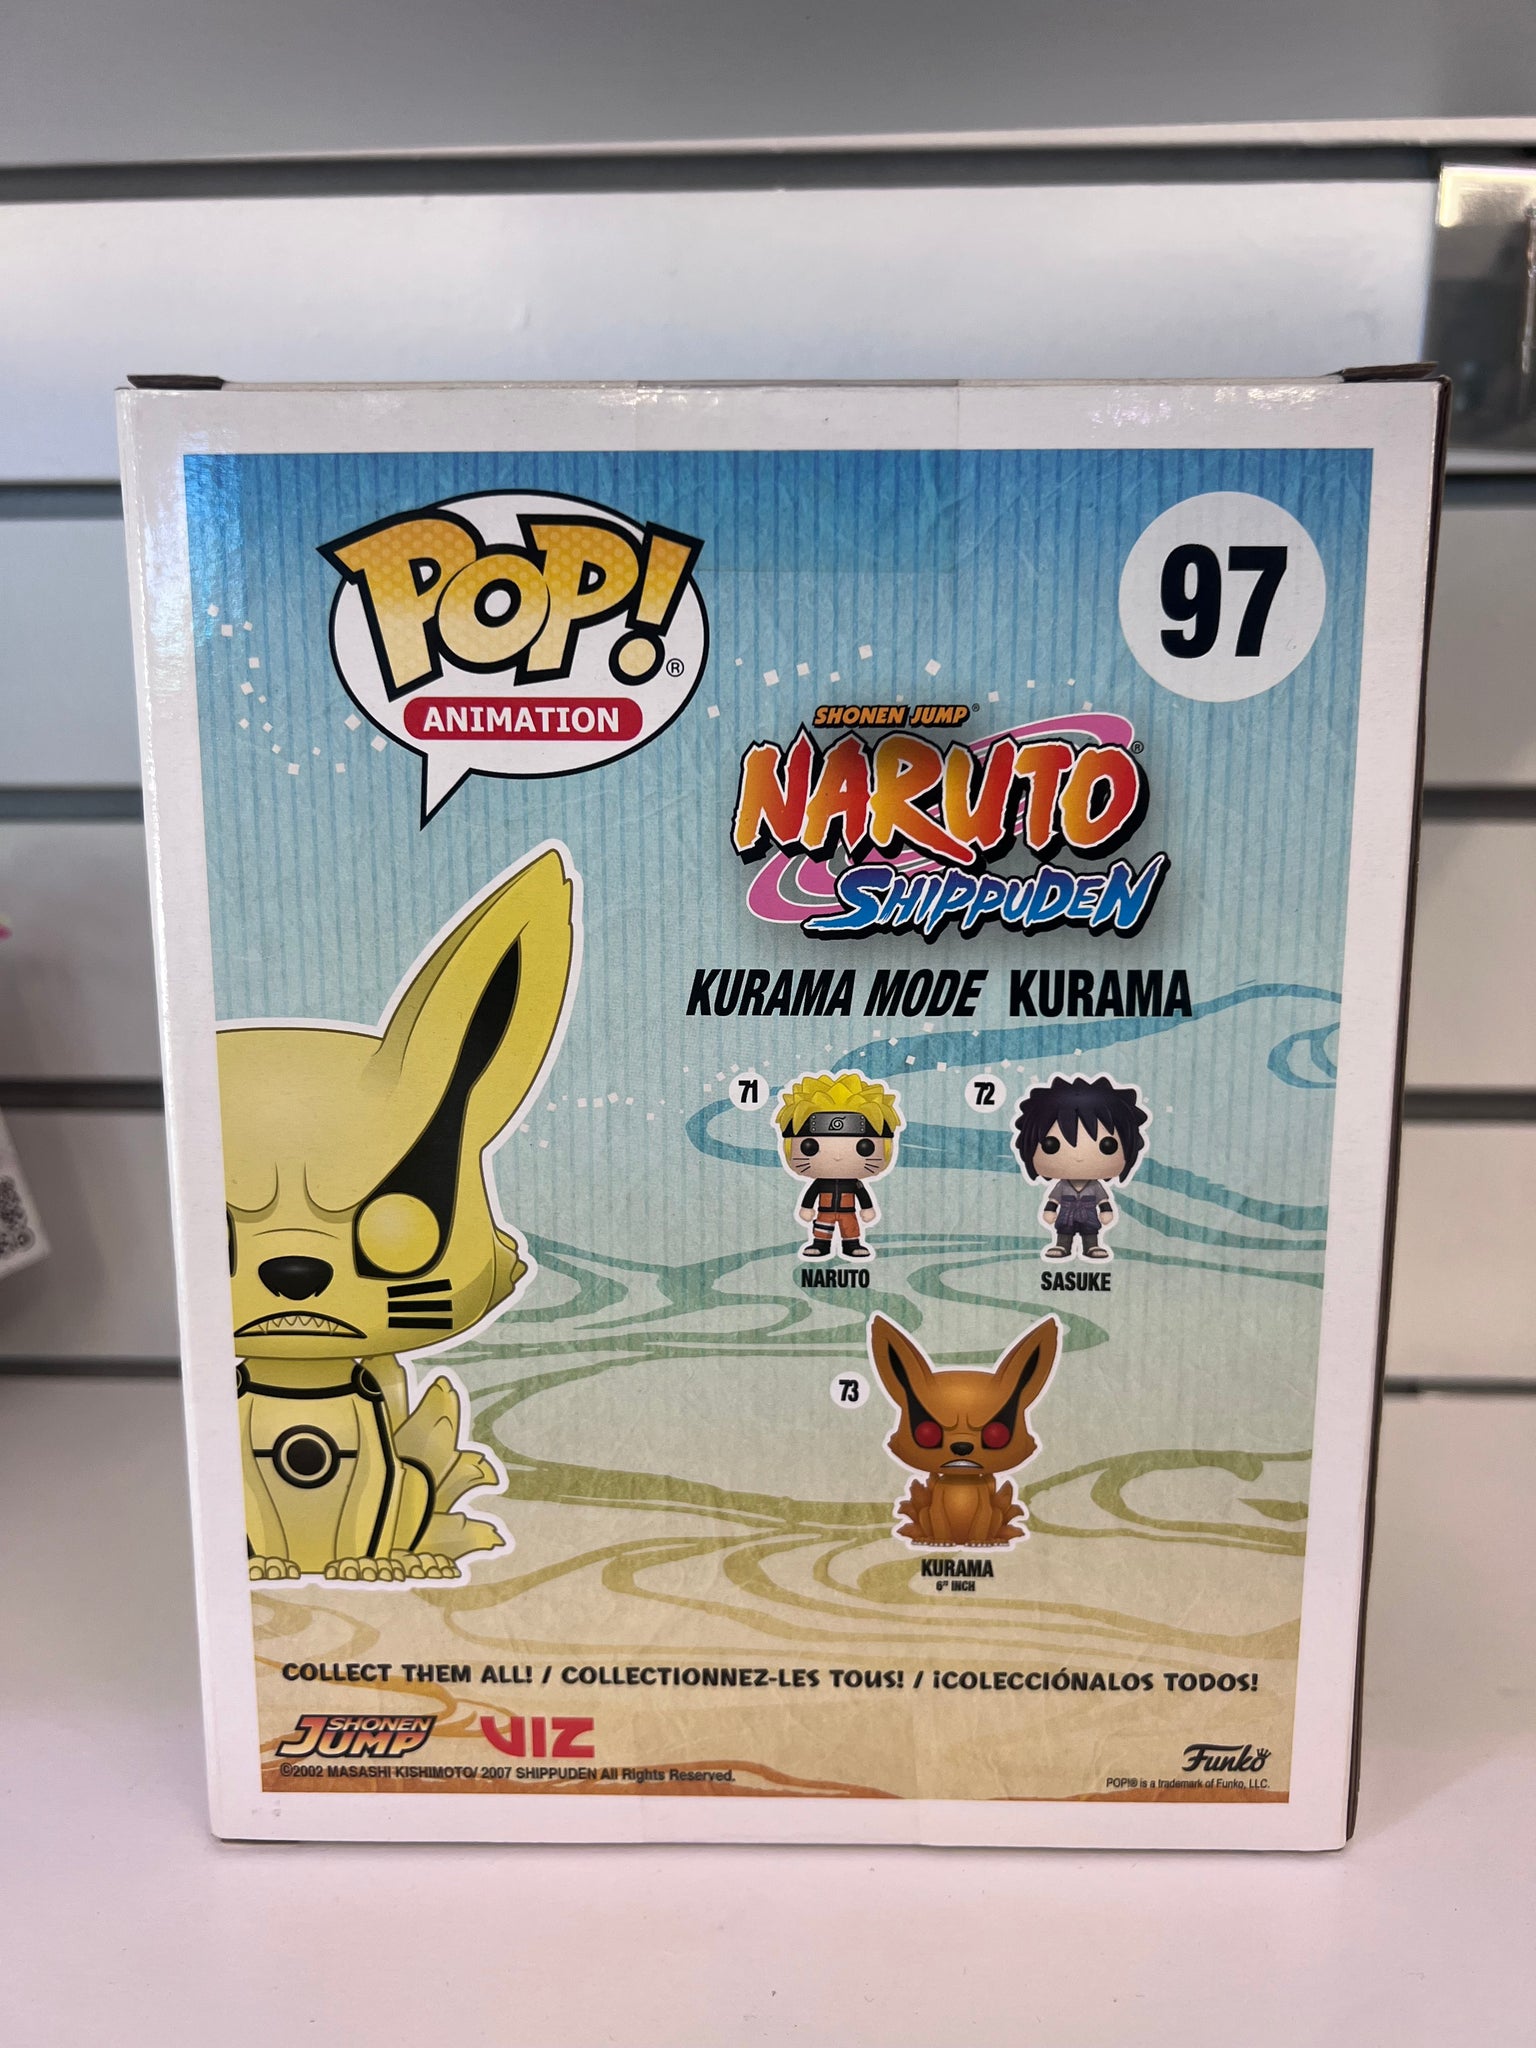 POP!®
ANIMATION
97
SHONEN JUMP®
NARUTO®
SHIPPUDEN
KURAMA MODE KURAMA
71
NARUTO
72
SASUKE
73
KURAMA
6" INCH
COLLECT THEM ALL! / COLLECTIONNEZ-LES TOUS! / ¡COLECCIÓNALOS TODOS!
SHONEN
JUMP
VIZ
©2002 MASASHI KISHIMOTO/ 2007 SHIPPUDEN All Rights Reserved.
Funko
POP!® is a trademark of Funko, LLC.